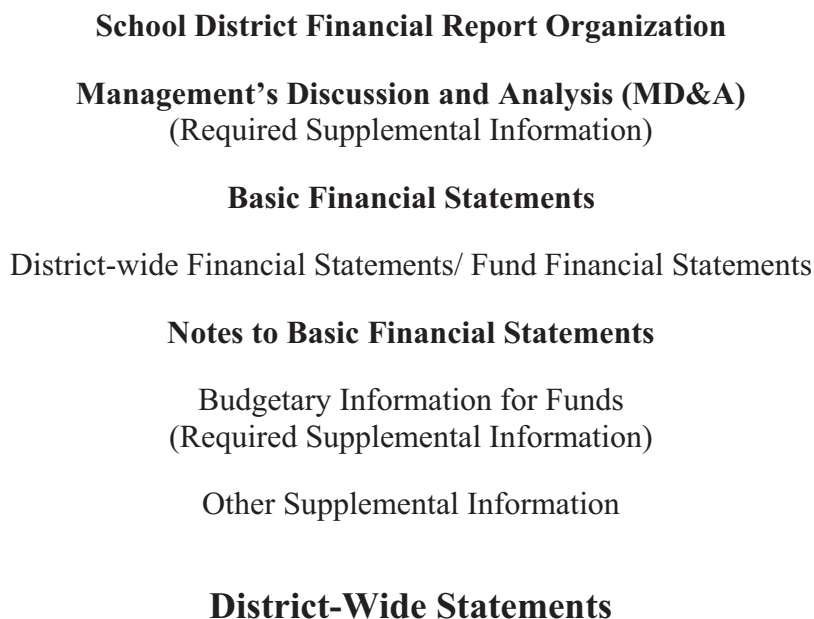 School District Financial Report Organization
Management’s Discussion and Analysis (MD&A)
(Required Supplemental Information)
Basic Financial Statements
District-wide Financial Statements/ Fund Financial Statements
Notes to Basic Financial Statements
Budgetary Information for Funds
(Required Supplemental Information)
Other Supplemental Information
District-Wide Statements